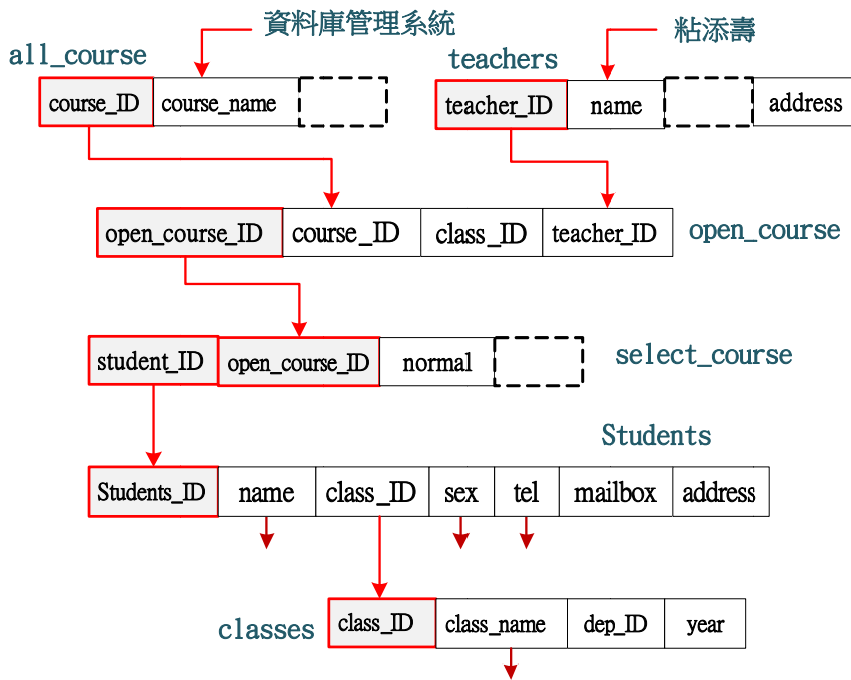 資料庫管理系統
粘添壽
all_course
teachers
course_ID course_name
teacher_ID name address
open_course_ID course_ID class_ID teacher_ID
open_course
student_ID open_course_ID normal
select_course
Students
Students_ID name class_ID sex tel mailbox address
classes
class_ID class_name dep_ID year